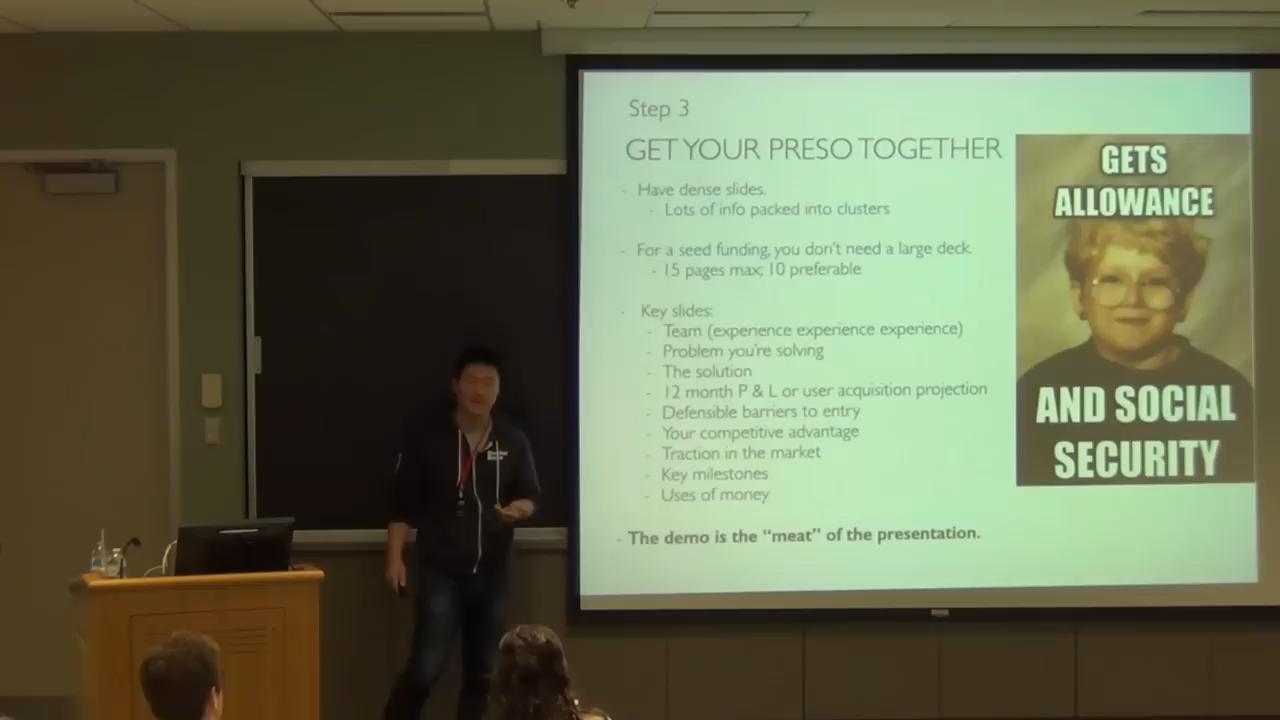 Step 3
GET YOUR PRESO TOGETHER
- Have dense slides.
- Lots of info packed into clusters
- For a seed funding, you don't need a large deck.
- 15 pages max; 10 preferable
- Key slides:
- Team (experience experience experience)
- Problem you're solving
- The solution
- 12 month P & L or user acquisition projection
- Defensible barriers to entry
- Your competitive advantage
- Traction in the market
- Key milestones
- Uses of money
- The demo is the “meat” of the presentation.
GETS
ALLOWANCE
AND SOCIAL
SECURITY